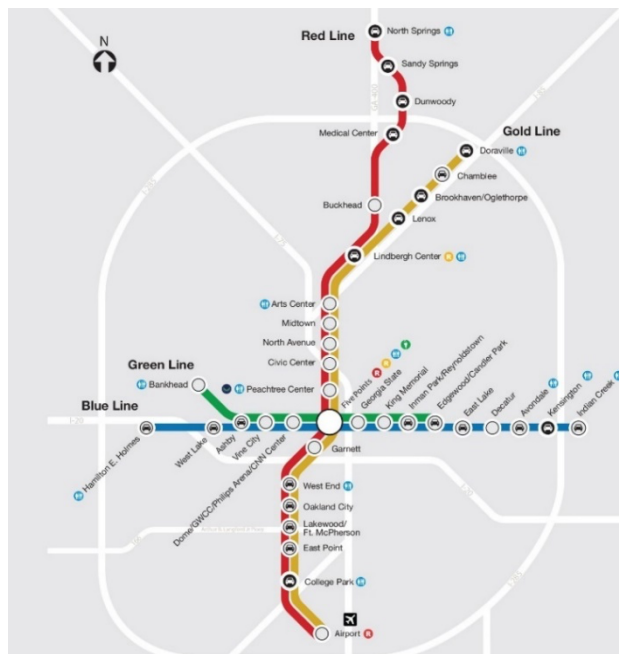 N
Red Line
North Springs
Sandy Springs
Dunwoody
Medical Center
Gold Line
Doraville
Chamblee
Brookhaven/Oglethorpe
Buckhead
Lenox
Lindbergh Center
Arts Center
Midtown
North Avenue
Civic Center
Green Line
Bankhead
Peachtree Center
Five Points
Georgia State
King Memorial
Inman Park/Reynoldstown
Edgewood/Candler Park
East Lake
Decatur
Avondale
Kensington
Indian Creek
Blue Line
Hamilton E. Holmes
West Lake
Ashby
Vine City
Dome/GWCC/Philips Arena/CNN Center
Garnett
West End
Oakland City
Lakewood/
Ft. McPherson
East Point
College Park
Airport
R
GA 400